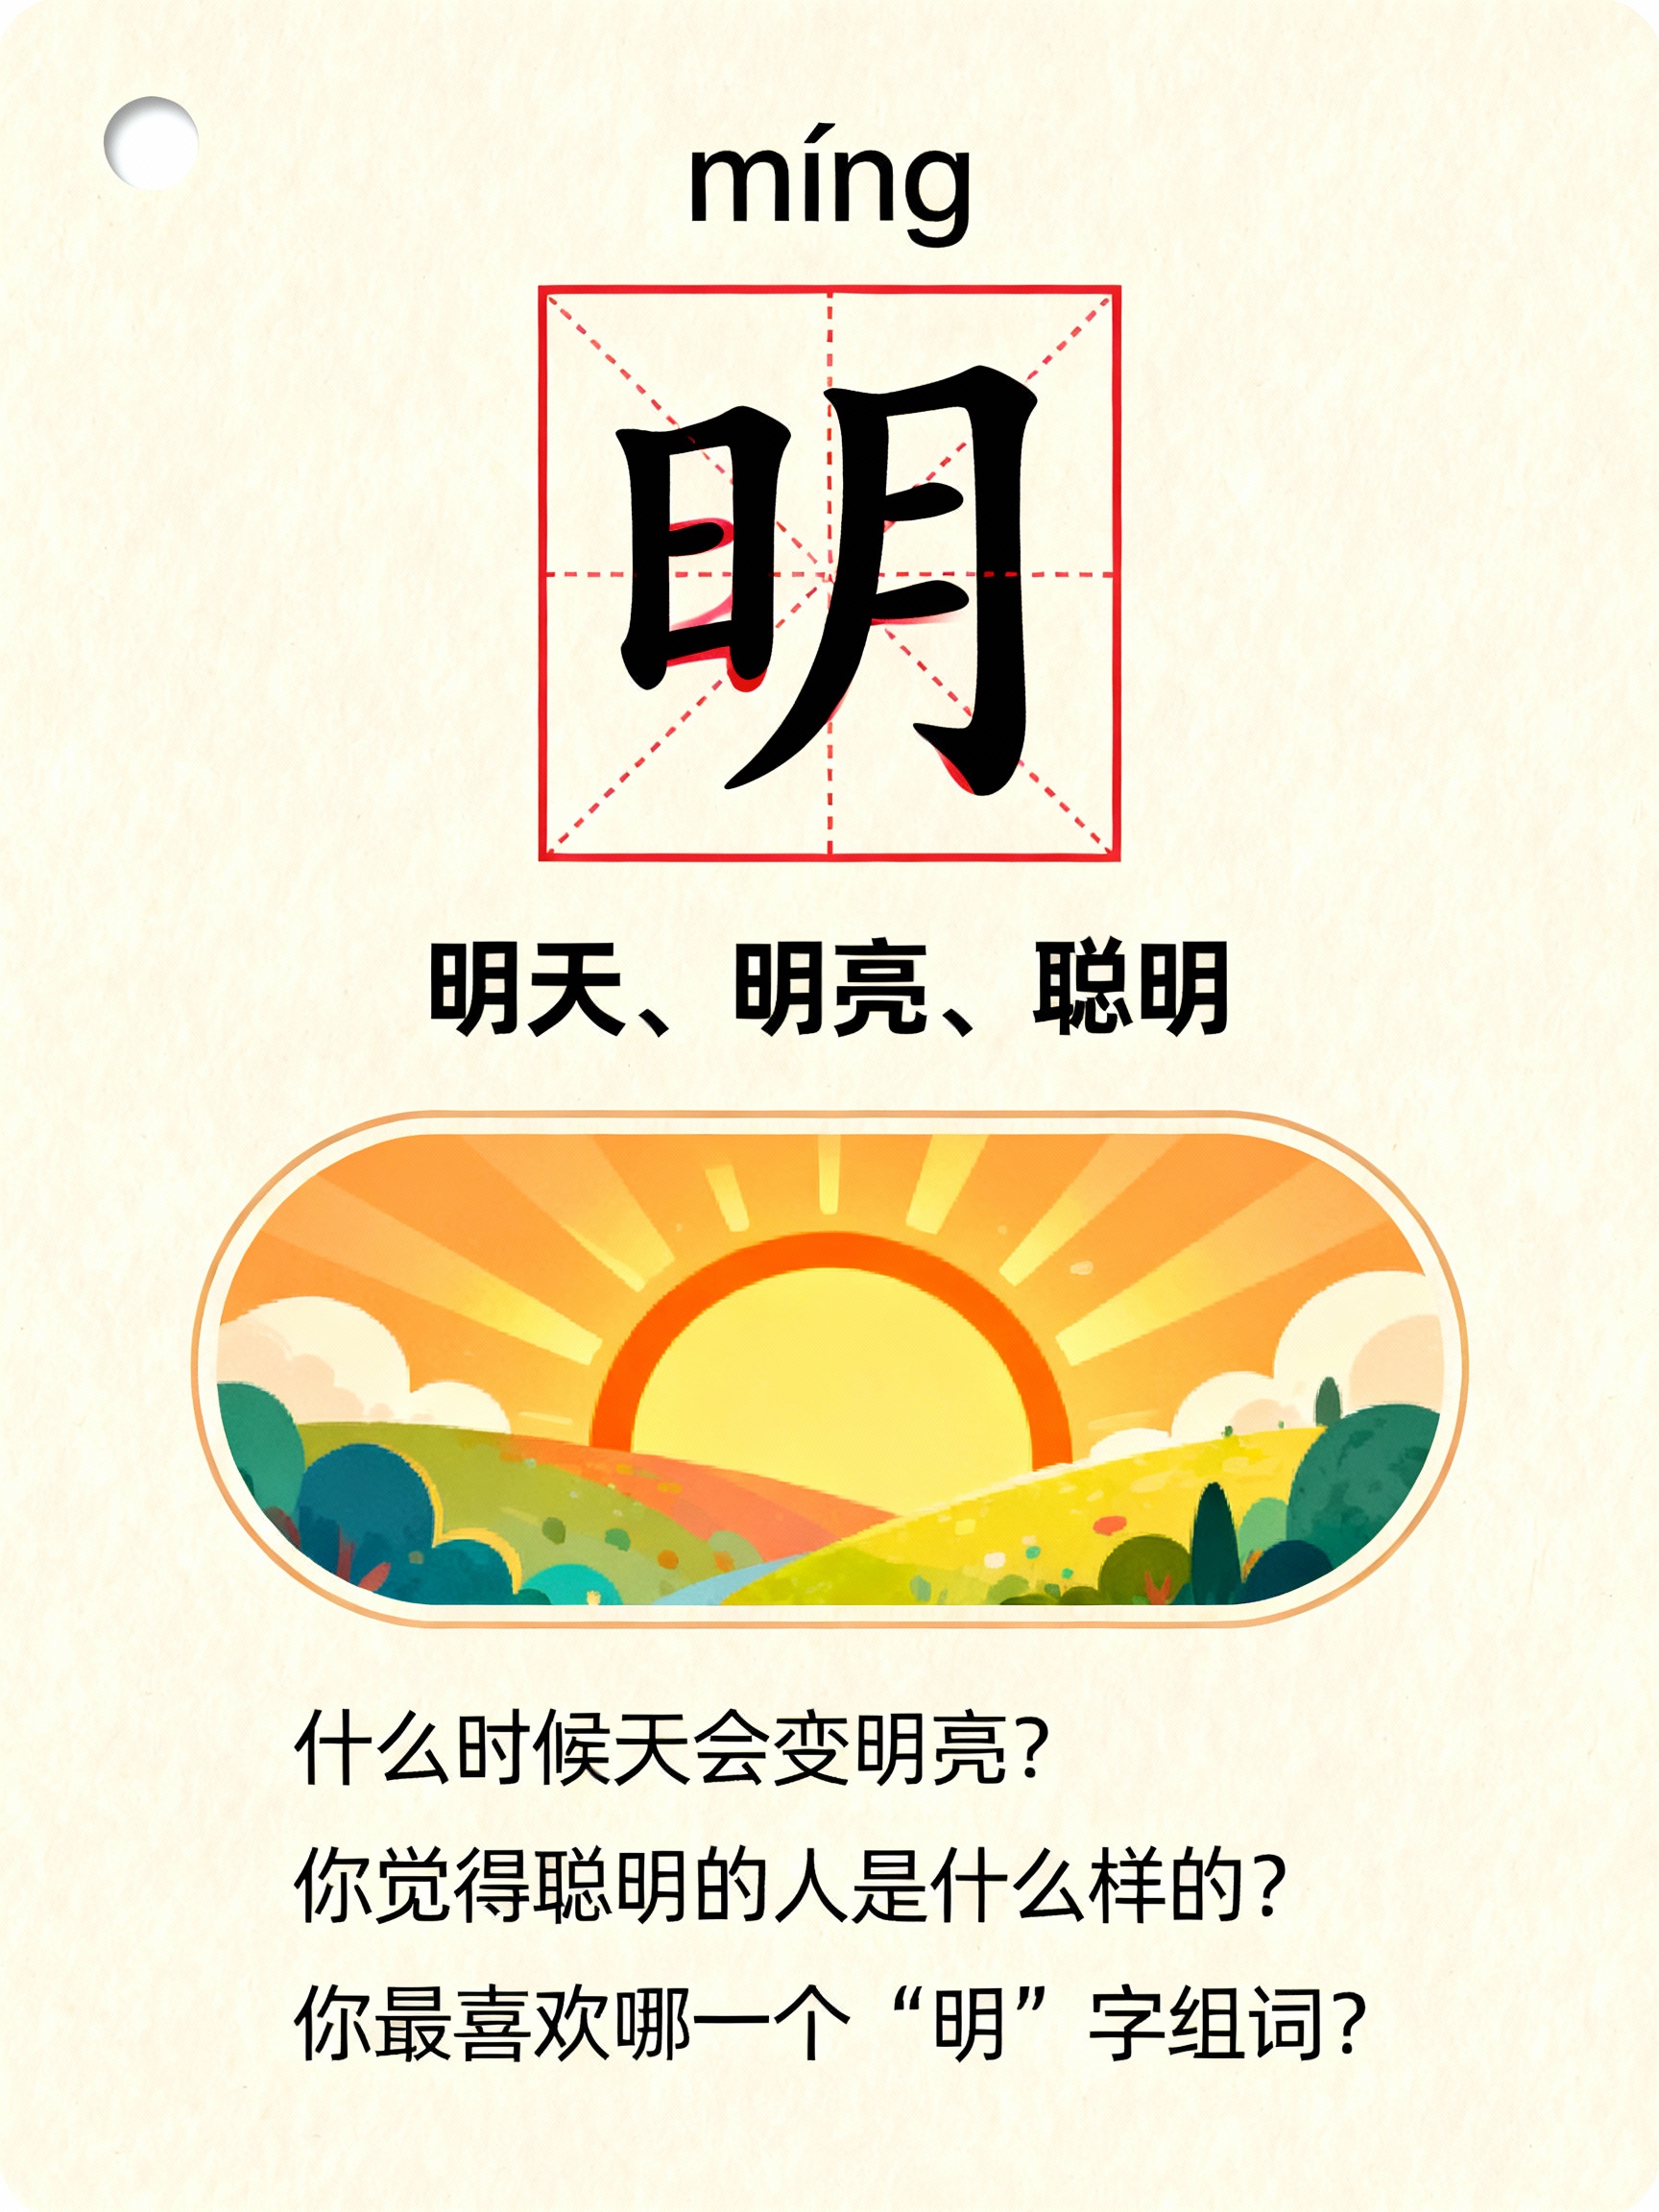 míng
明
明天、明亮、聪明
什么时候天会变明亮？
你觉得聪明的人是什么样的？
你最喜欢哪一个“明”字组词？